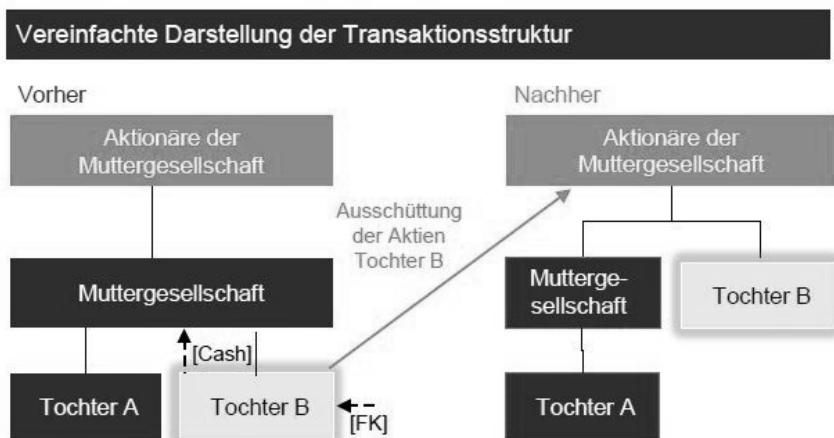 Vereinfachte Darstellung der Transaktionsstruktur
Vorher
Aktionäre der
Muttergesellschaft
Muttergesellschaft
[Cash]
Tochter A
Tochter B
[FK]
Ausschüttung
der Aktien
Tochter B
Nachher
Aktionäre der
Muttergesellschaft
Mutterge-
sellschaft
Tochter B
Tochter A